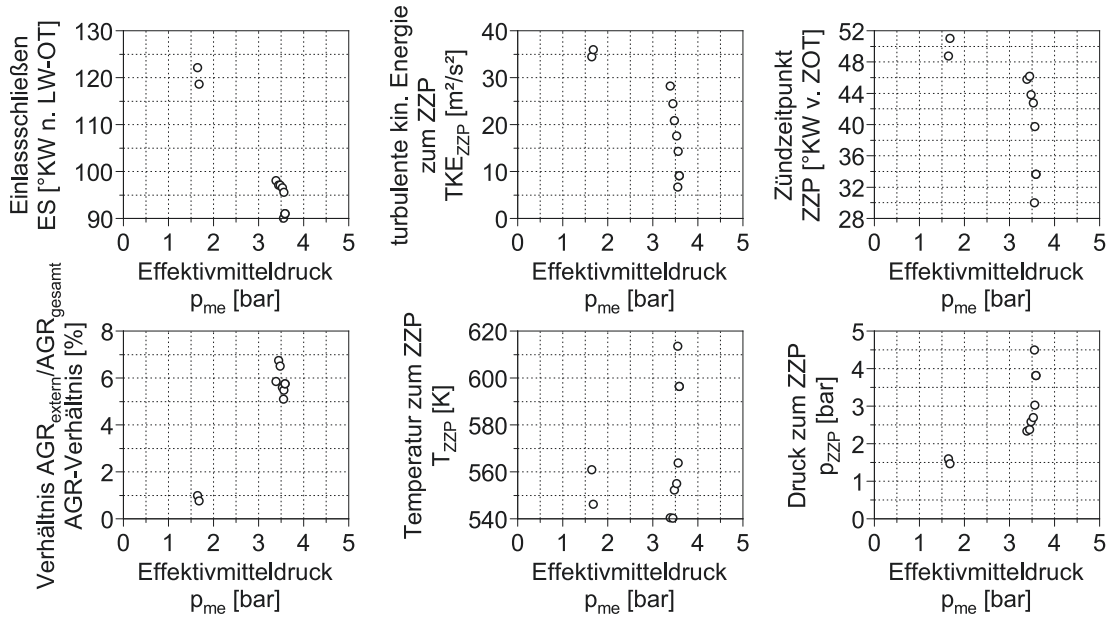 Einlassschließen
ES [°KW n. LW-OT]
130
120
110
100
90
0 1 2 3 4 5
Effektivmitteldruck
p_me [bar]
turbulente kin. Energie
zum ZZP
TKE_ZZP [m²/s²]
40
30
20
10
0
0 1 2 3 4 5
Effektivmitteldruck
p_me [bar]
Zündzeitpunkt
ZZP [°KW v. ZOT]
52
48
44
40
36
32
28
0 1 2 3 4 5
Effektivmitteldruck
p_me [bar]
Verhältnis AGR_extern/AGR_gesamt
AGR-Verhältnis [%]
8
6
4
2
0
0 1 2 3 4 5
Effektivmitteldruck
p_me [bar]
Temperatur zum ZZP
T_ZZP [K]
620
600
580
560
540
0 1 2 3 4 5
Effektivmitteldruck
p_me [bar]
Druck zum ZZP
p_ZZP [bar]
5
4
3
2
1
0
0 1 2 3 4 5
Effektivmitteldruck
p_me [bar]